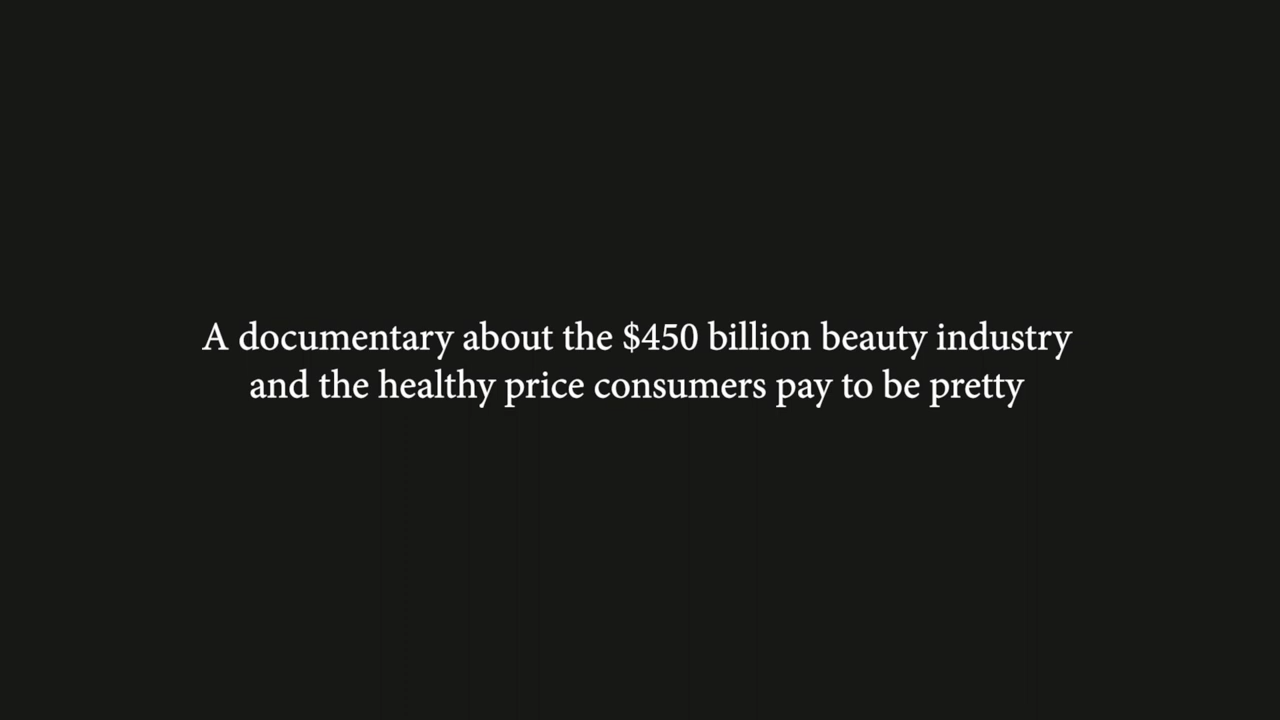 A documentary about the $450 billion beauty industry
and the healthy price consumers pay to be pretty